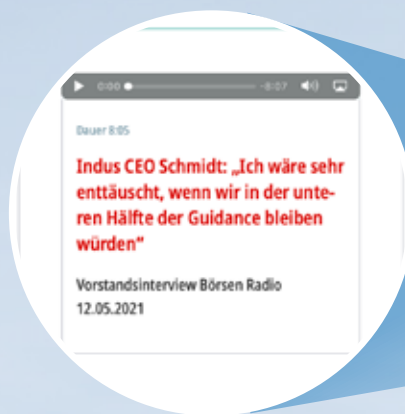 0:00
-8:07
Dauer 8:05
Indus CEO Schmidt: „Ich wäre sehr
enttäuscht, wenn wir in der unte-
ren Hälfte der Guidance bleiben
würden“
Vorstandsinterview Börsen Radio
12.05.2021